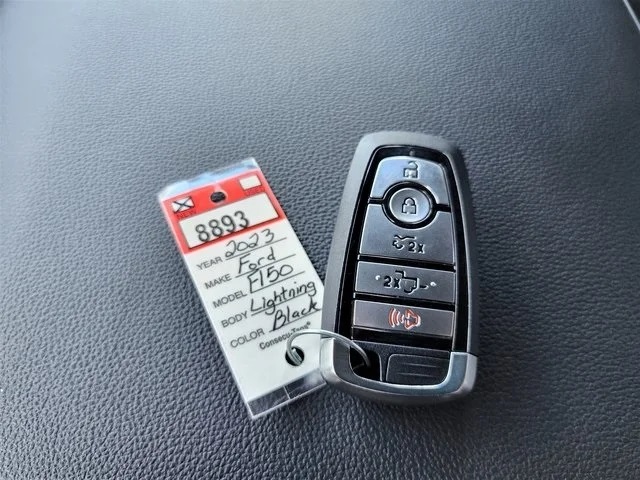 8893
YEAR 2023
MAKE Ford
MODEL F150
BODY Lightning
COLOR Black
2x
2x